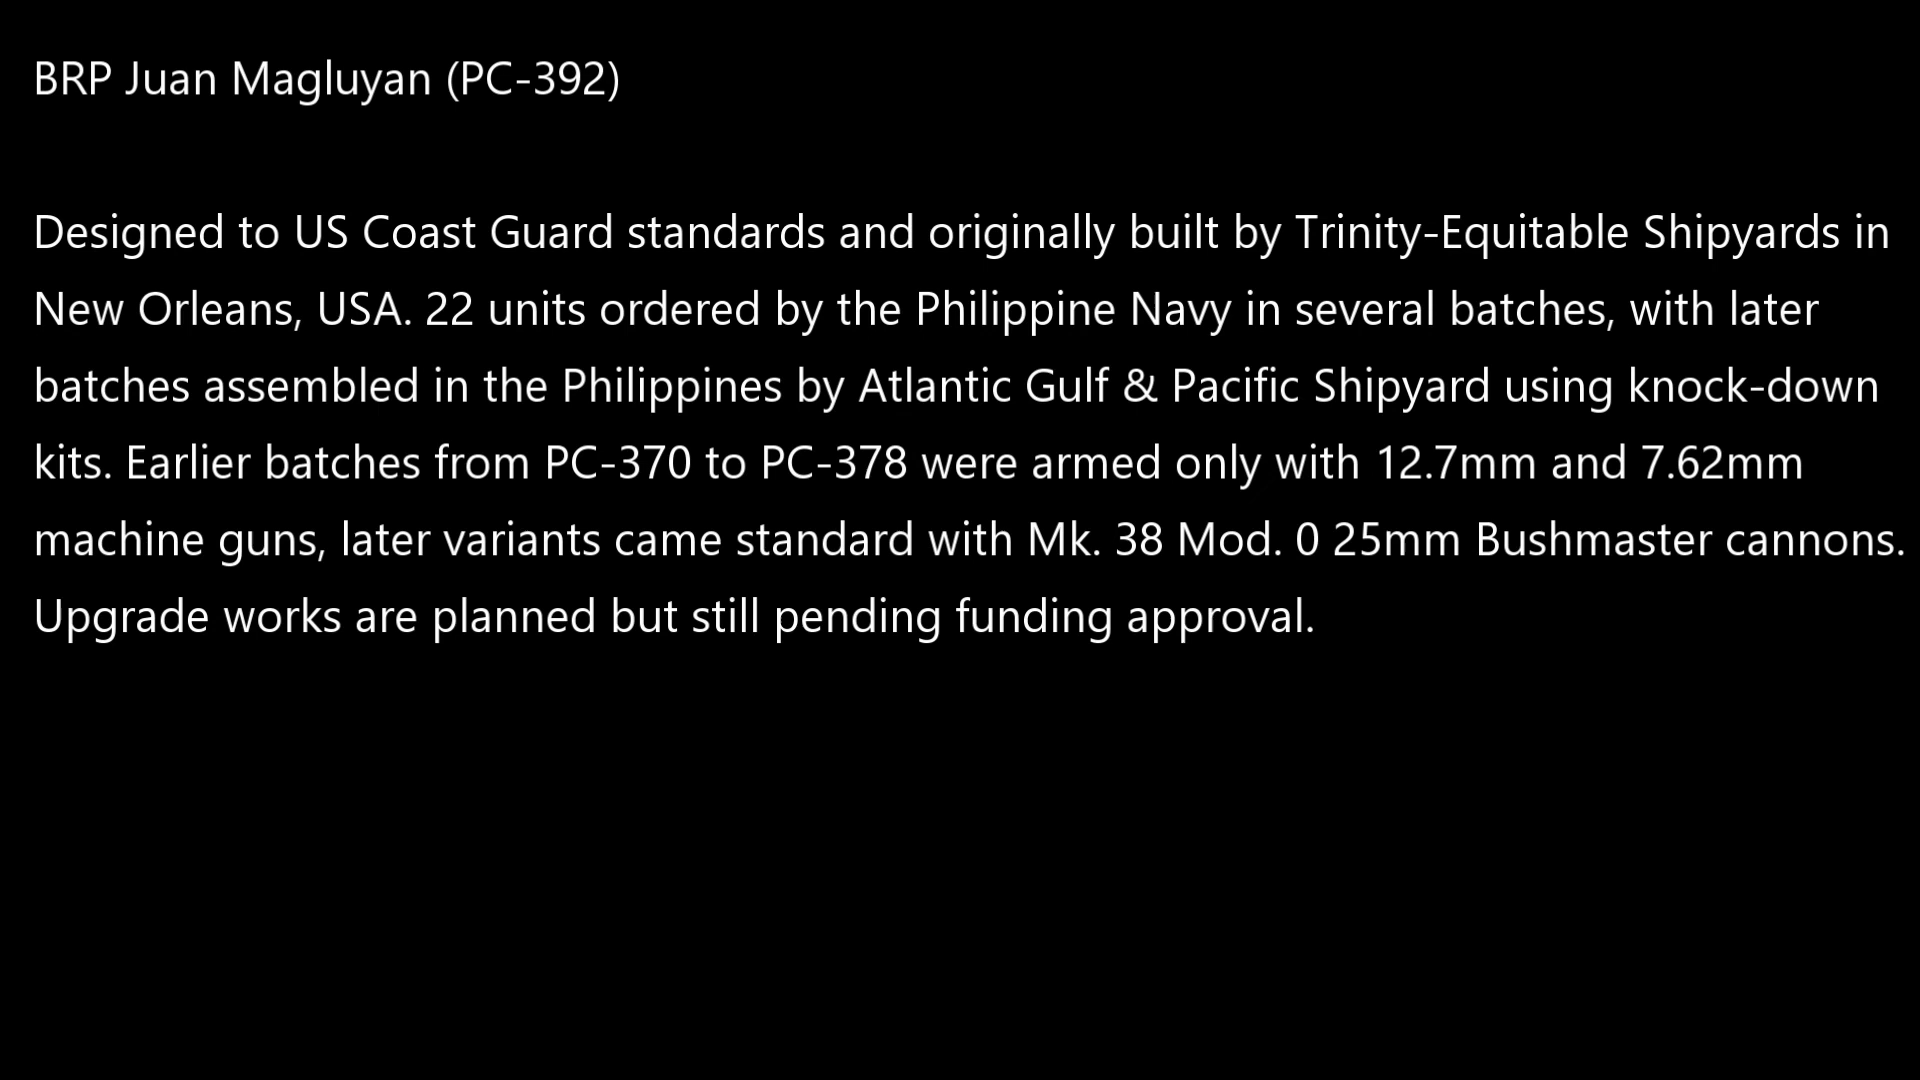 BRP Juan Magluyan (PC-392)
Designed to US Coast Guard standards and originally built by Trinity-Equitable Shipyards in
New Orleans, USA. 22 units ordered by the Philippine Navy in several batches, with later
batches assembled in the Philippines by Atlantic Gulf & Pacific Shipyard using knock-down
kits. Earlier batches from PC-370 to PC-378 were armed only with 12.7mm and 7.62mm
machine guns, later variants came standard with Mk. 38 Mod. 0 25mm Bushmaster cannons.
Upgrade works are planned but still pending funding approval.